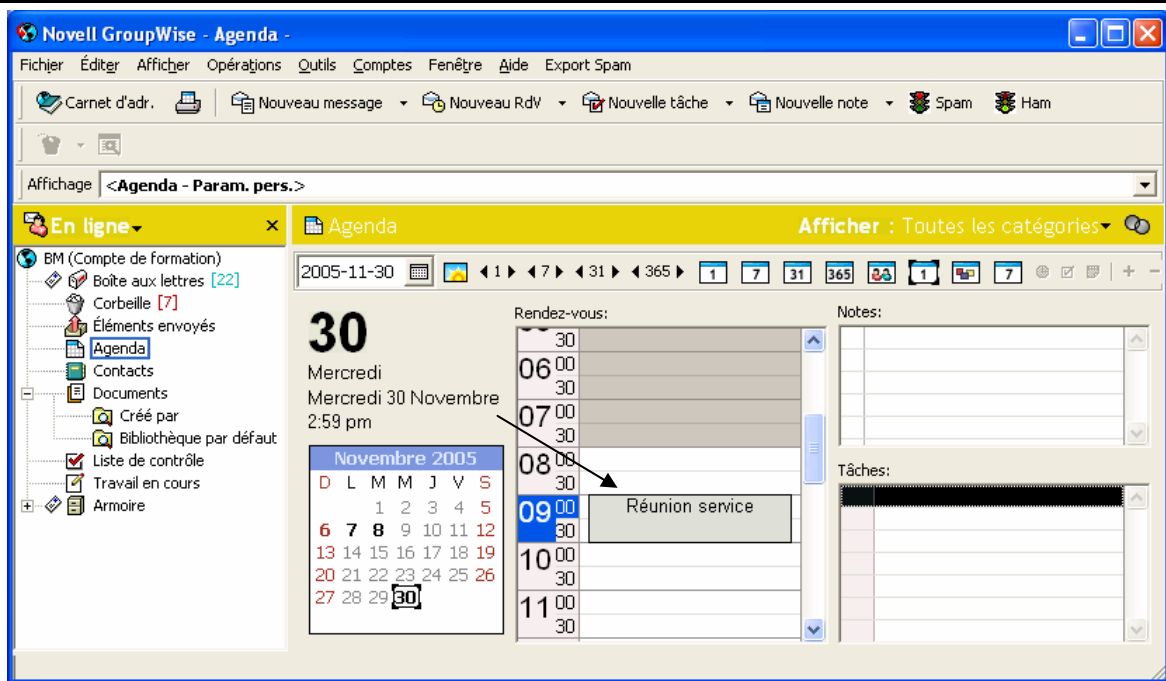 Novell GroupWise - Agenda -
Fichier Éditer Afficher Opérations Outils Comptes Fenêtre Aide Export Spam
Carnet d'adr. Nouveau message Nouveau RdV Nouvelle tâche Nouvelle note Spam Ham
Affichage <Agenda - Param. pers.>
En ligne
BM (Compte de formation)
Boîte aux lettres [22]
Corbeille [7]
Éléments envoyés
Agenda
Contacts
Documents
Créé par
Bibliothèque par défaut
Liste de contrôle
Travail en cours
Armoire
Agenda Afficher : Toutes les catégories
2005-11-30 1 7 31 365 1 7 31 365 1 7
30
Mercredi
Mercredi 30 Novembre
2:59 pm
Novembre 2005
D L M M J V S
1 2 3 4 5
6 7 8 9 10 11 12
13 14 15 16 17 18 19
20 21 22 23 24 25 26
27 28 29 30
Rendez-vous:
30
06 00
30
07 00
30
08 00
30
09 00 Réunion service
30
10 00
30
11 00
30
Notes:
Tâches: